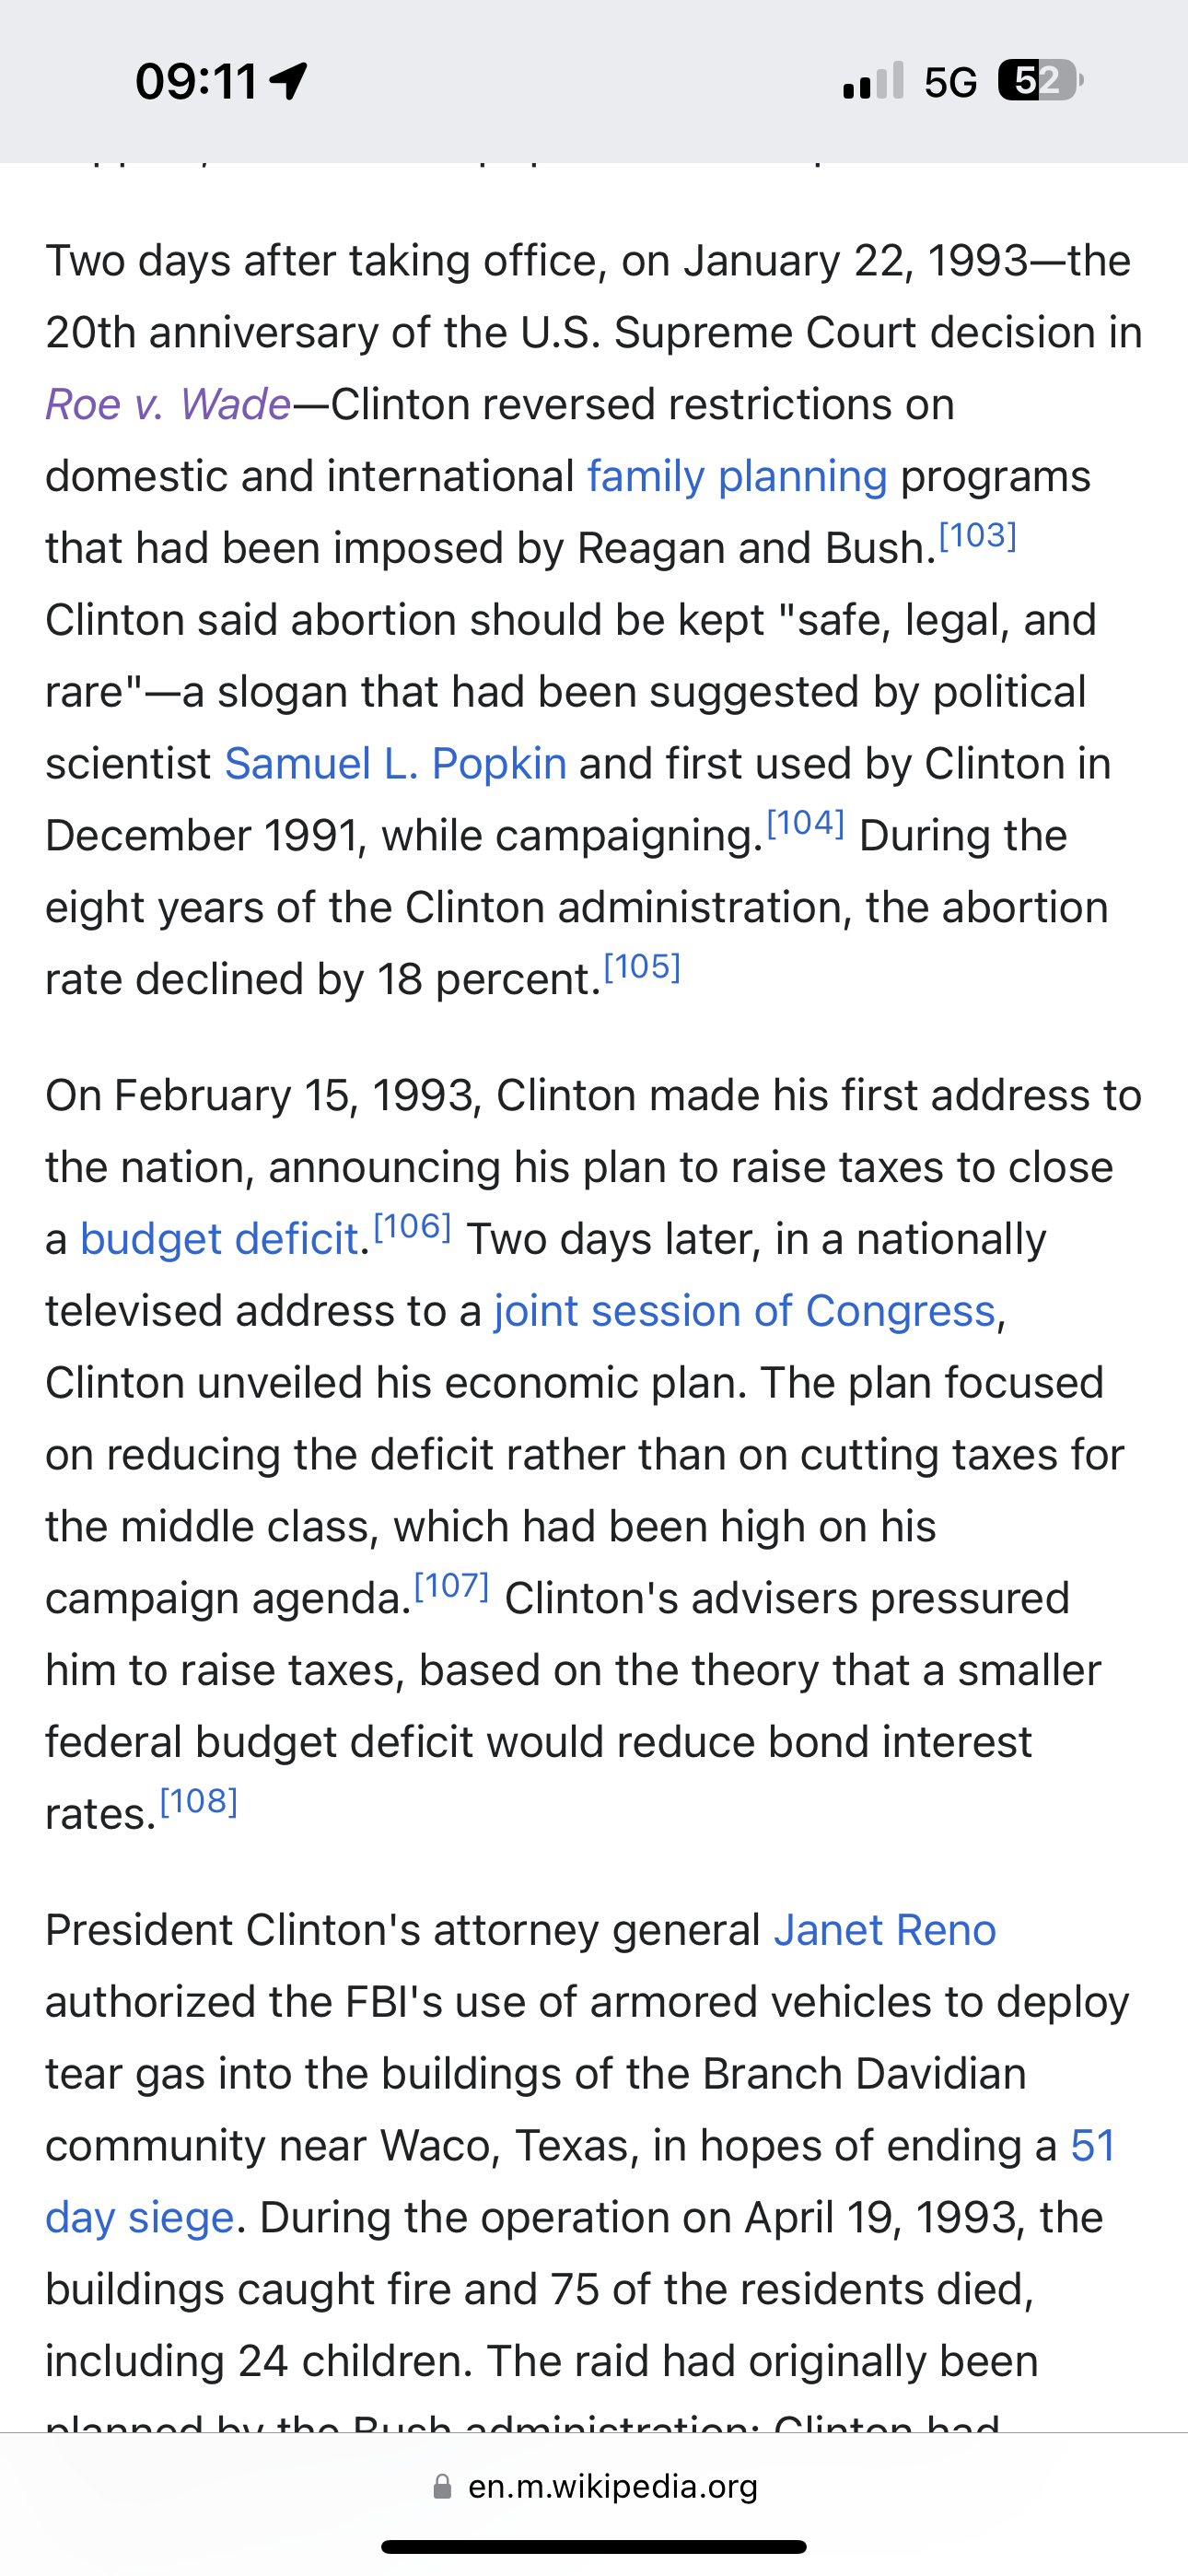 09:11 5G 52
Two days after taking office, on January 22, 1993—the
20th anniversary of the U.S. Supreme Court decision in
Roe v. Wade—Clinton reversed restrictions on
domestic and international family planning programs
that had been imposed by Reagan and Bush.[103]
Clinton said abortion should be kept "safe, legal, and
rare"—a slogan that had been suggested by political
scientist Samuel L. Popkin and first used by Clinton in
December 1991, while campaigning.[104] During the
eight years of the Clinton administration, the abortion
rate declined by 18 percent.[105]
On February 15, 1993, Clinton made his first address to
the nation, announcing his plan to raise taxes to close
a budget deficit.[106] Two days later, in a nationally
televised address to a joint session of Congress,
Clinton unveiled his economic plan. The plan focused
on reducing the deficit rather than on cutting taxes for
the middle class, which had been high on his
campaign agenda.[107] Clinton's advisers pressured
him to raise taxes, based on the theory that a smaller
federal budget deficit would reduce bond interest
rates.[108]
President Clinton's attorney general Janet Reno
authorized the FBI's use of armored vehicles to deploy
tear gas into the buildings of the Branch Davidian
community near Waco, Texas, in hopes of ending a 51
day siege. During the operation on April 19, 1993, the
buildings caught fire and 75 of the residents died,
including 24 children. The raid had originally been
planned by the Bush administration; Clinton had
en.m.wikipedia.org